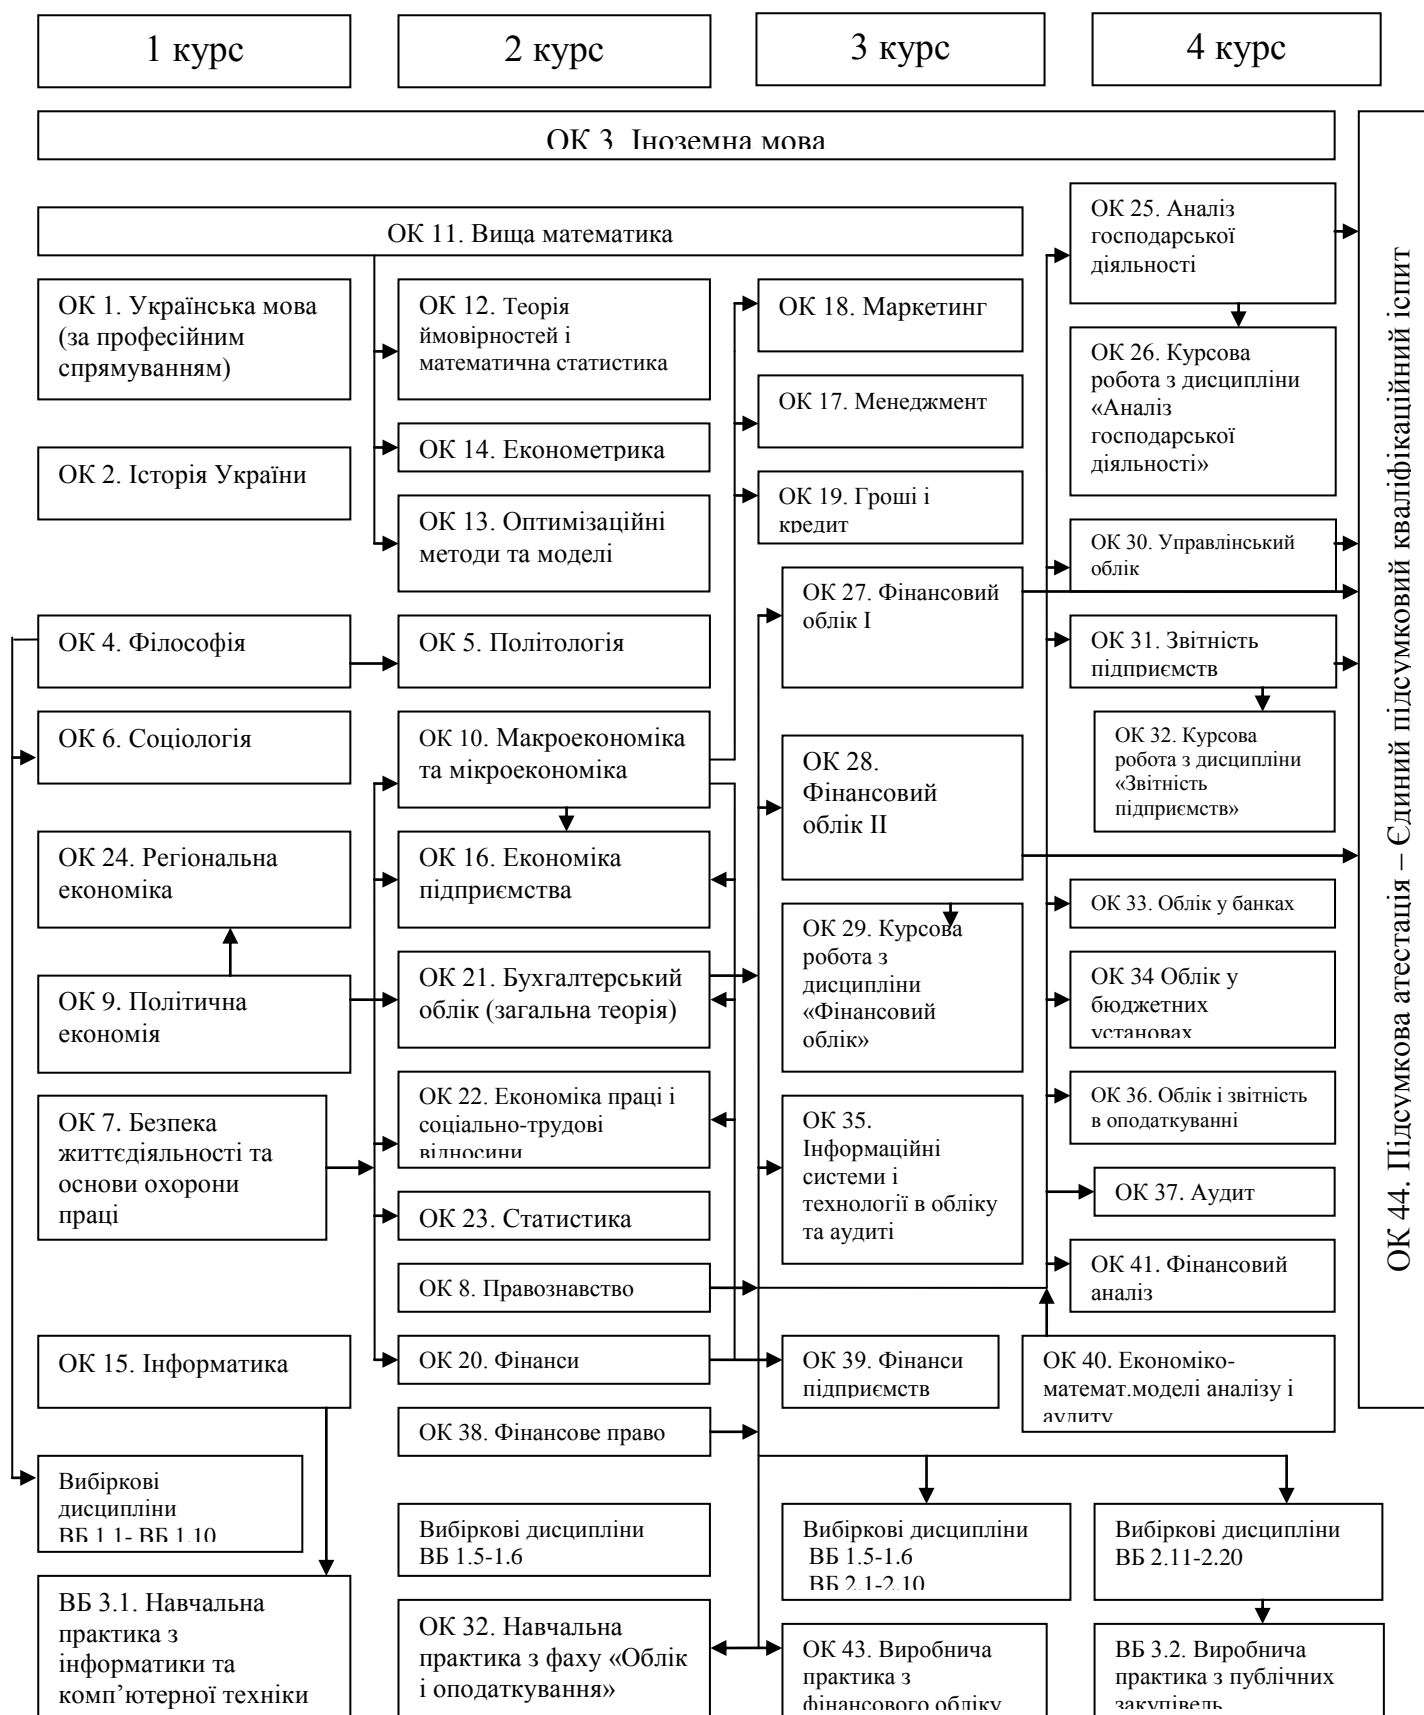 1 курс
2 курс
3 курс
4 курс
ОК 3. Іноземна мова
ОК 11. Вища математика
ОК 1. Українська мова
(за професійним
спрямуванням)
ОК 2. Історія України
ОК 4. Філософія
ОК 6. Соціологія
ОК 24. Регіональна
економіка
ОК 9. Політична
економія
ОК 7. Безпека
життєдіяльності та
основи охорони
праці
ОК 15. Інформатика
Вибіркові
дисципліни
ВБ 1.1- ВБ 1.10
ВБ 3.1. Навчальна
практика з
інформатики та
комп’ютерної техніки
ОК 12. Теорія
ймовірностей і
математична статистика
ОК 14. Економетрика
ОК 13. Оптимізаційні
методи та моделі
ОК 5. Політологія
ОК 10. Макроекономіка
та мікроекономіка
ОК 16. Економіка
підприємства
ОК 21. Бухгалтерський
облік (загальна теорія)
ОК 22. Економіка праці і
соціально-трудові
відносини
ОК 23. Статистика
ОК 8. Правознавство
ОК 20. Фінанси
ОК 38. Фінансове право
Вибіркові дисципліни
ВБ 1.5-1.6
ОК 32. Навчальна
практика з фаху «Облік
і оподаткування»
ОК 18. Маркетинг
ОК 17. Менеджмент
ОК 19. Гроші і
кредит
ОК 27. Фінансовий
облік І
ОК 28.
Фінансовий
облік ІІ
ОК 29. Курсова
робота з
дисципліни
«Фінансовий
облік»
ОК 35.
Інформаційні
системи і
технології в обліку
та аудиті
ОК 39. Фінанси
підприємств
Вибіркові дисципліни
ВБ 1.5-1.6
ВБ 2.1-2.10
ОК 43. Виробнича
практика з
фінансового обліку
ОК 25. Аналіз
господарської
діяльності
ОК 26. Курсова
робота з дисципліни
«Аналіз
господарської
діяльності»
ОК 30. Управлінський
облік
ОК 31. Звітність
підприємств
ОК 32. Курсова
робота з дисципліни
«Звітність
підприємств»
ОК 33. Облік у банках
ОК 34 Облік у
бюджетних
установах
ОК 36. Облік і звітність
в оподаткуванні
ОК 37. Аудит
ОК 41. Фінансовий
аналіз
ОК 40. Економіко-
математ.моделі аналізу і
аудиту
Вибіркові дисципліни
ВБ 2.11-2.20
ВБ 3.2. Виробнича
практика з публічних
закупівель
ОК 44. Підсумкова атестація – Єдиний підсумковий кваліфікаційний іспит